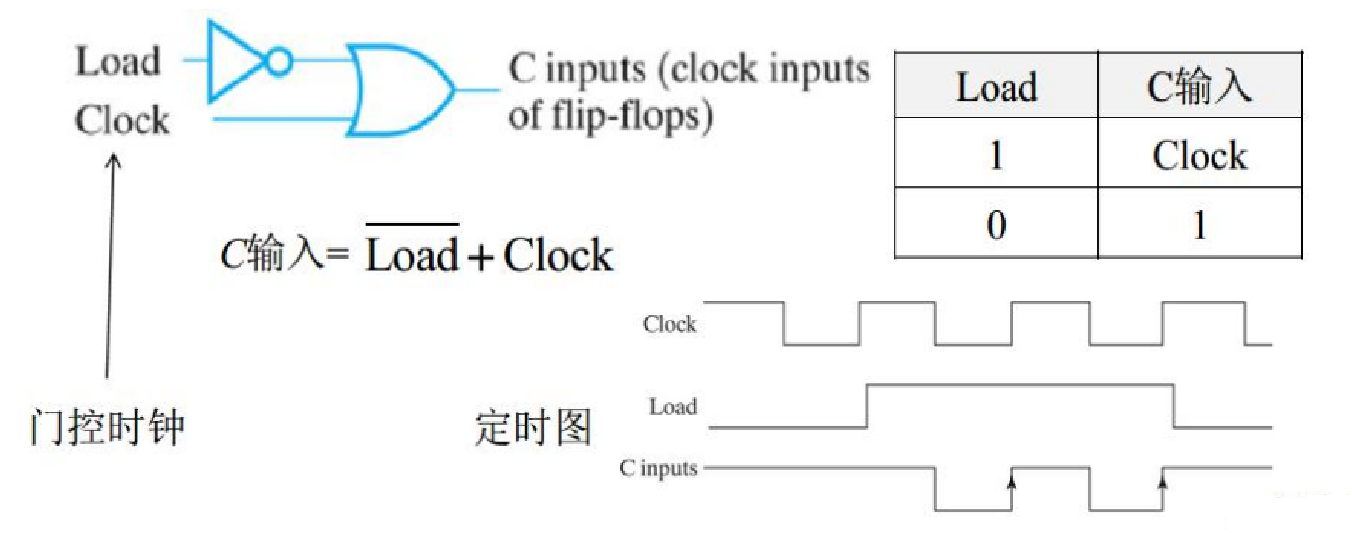 Load
Clock
C inputs (clock inputs
of flip-flops)
Load C输入
1 Clock
0 1
C输入= \overline{Load} + Clock
门控时钟
定时图
Clock
Load
C inputs